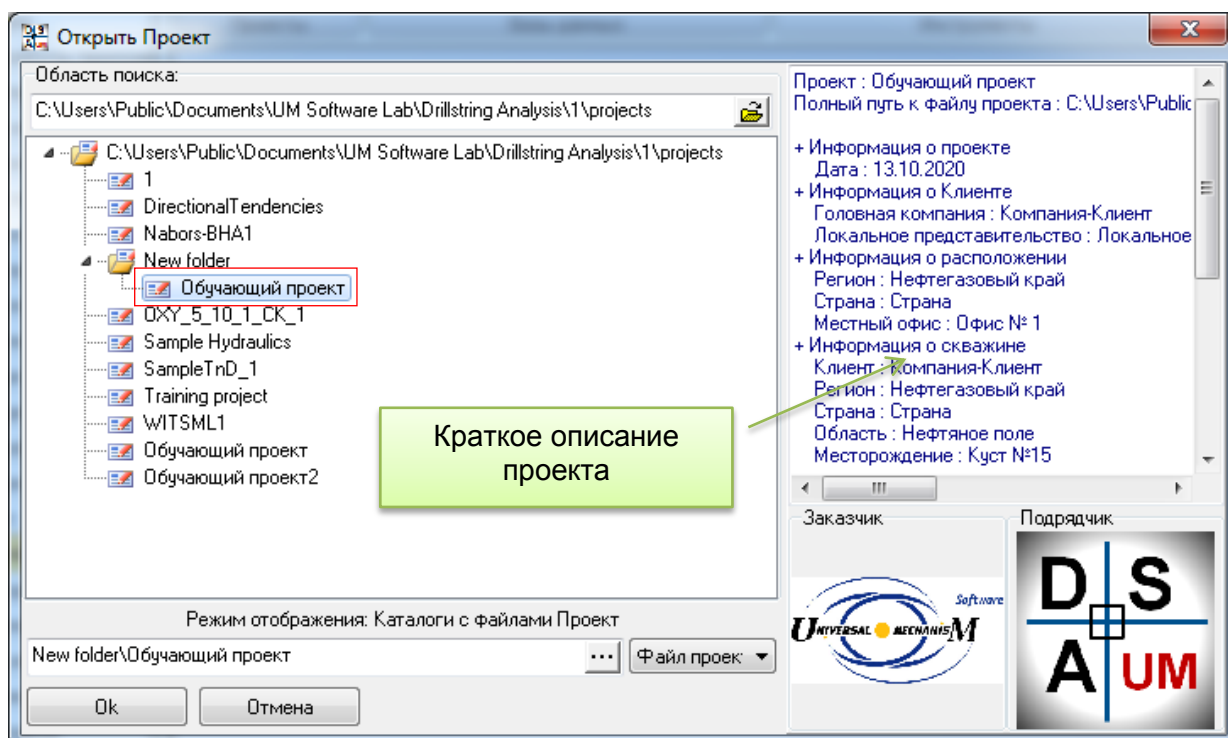 Открыть Проект
Область поиска:
C:\Users\Public\Documents\UM Software Lab\Drillstring Analysis\1\projects
C:\Users\Public\Documents\UM Software Lab\Drillstring Analysis\1\projects
1
DirectionalTendencies
Nabors-BHA1
New folder
Обучающий проект
OXY_5_10_1_CK_1
Sample Hydraulics
SampleTnD_1
Training project
WITSML1
Обучающий проект
Обучающий проект2
Режим отображения: Каталоги с файлами Проект
New folder\Обучающий проект
... Файл проек
Ok
Отмена
Краткое описание
проекта
Проект : Обучающий проект
Полный путь к файлу проекта : C:\Users\Public
+ Информация о проекте
Дата : 13.10.2020
+ Информация о Клиенте
Головная компания : Компания-Клиент
Локальное представительство : Локальное
+ Информация о расположении
Регион : Нефтегазовый край
Страна : Страна
Местный офис : Офис № 1
+ Информация о скважине
Клиент : Компания-Клиент
Регион : Нефтегазовый край
Страна : Страна
Область : Нефтяное поле
Месторождение : Куст №15
Заказчик
Software
UNIVERSAL MECHANISM
Подрядчик
D S
A UM